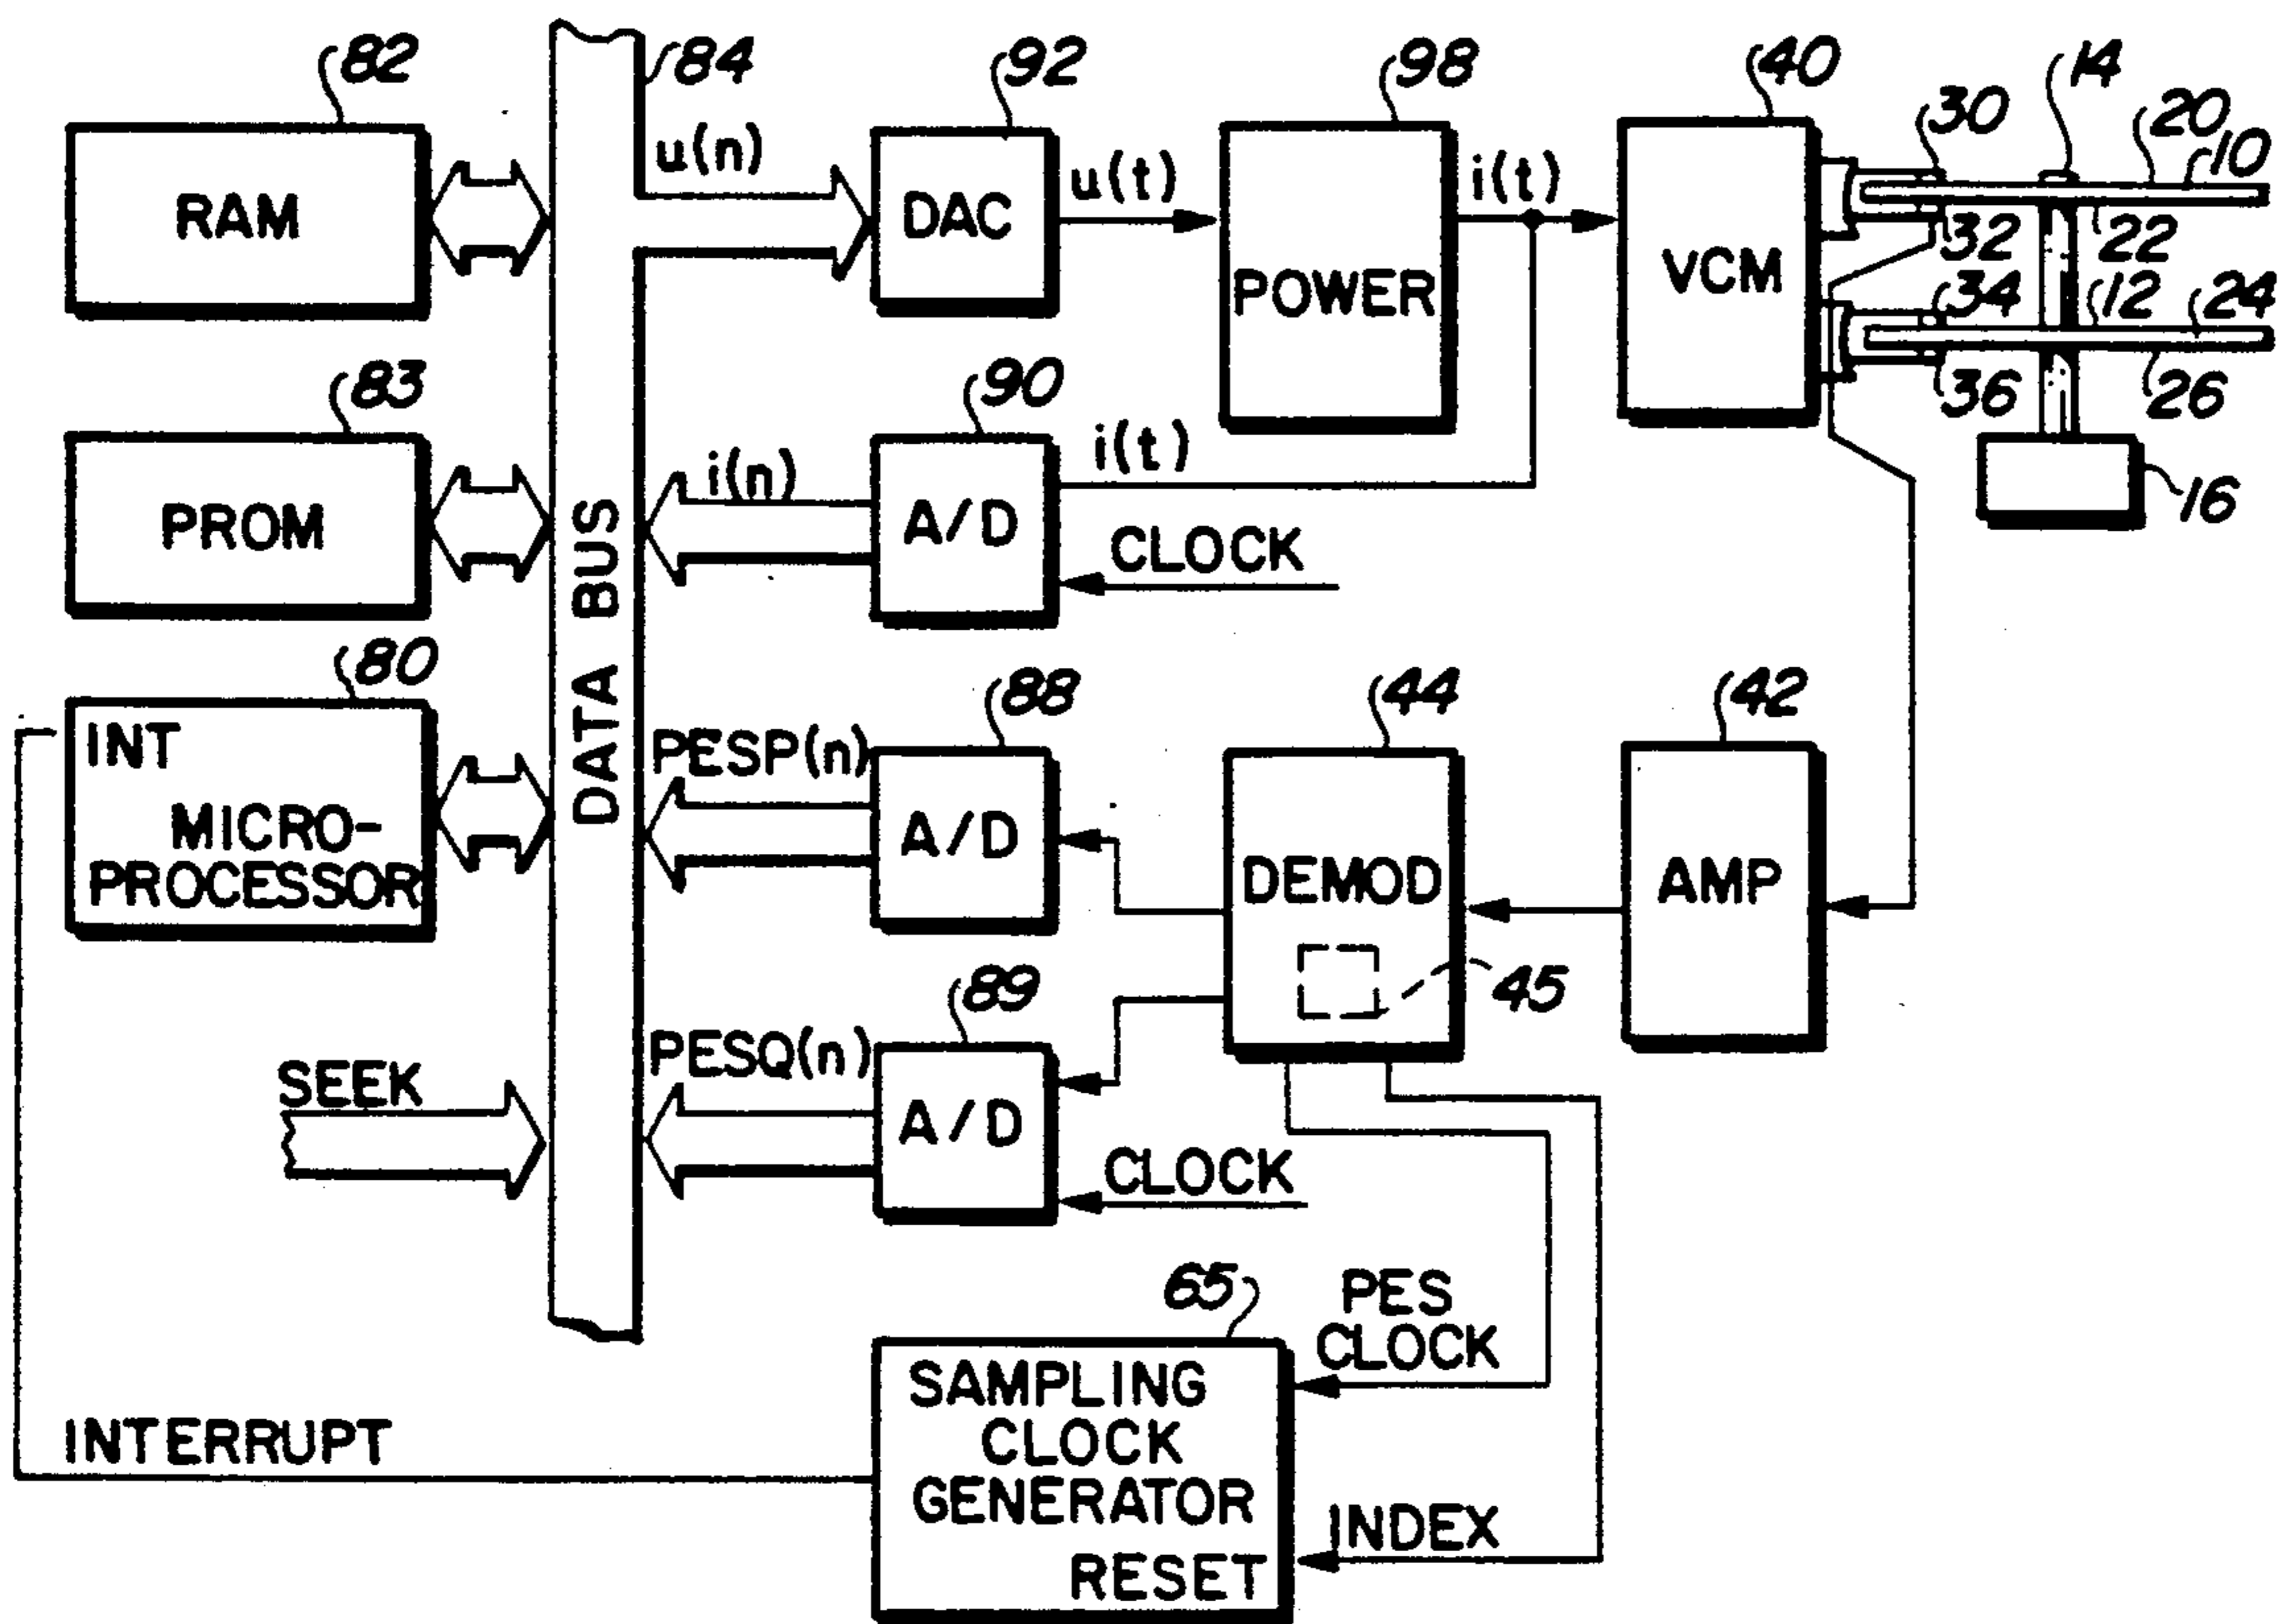 82
84
92
98
40
14
30
20
10
RAM
u(n)
DAC
u(t)
POWER
i(t)
VCM
32
22
34
12
24
36
26
16
83
PROM
DATA BUS
90
i(n)
A/D
i(t)
CLOCK
80
INT
MICRO-
PROCESSOR
88
PESP(n)
A/D
44
DEMOD
45
42
AMP
89
SEEK
PESQ(n)
A/D
CLOCK
65
PES
CLOCK
SAMPLING
CLOCK
GENERATOR
RESET
INTERRUPT
INDEX